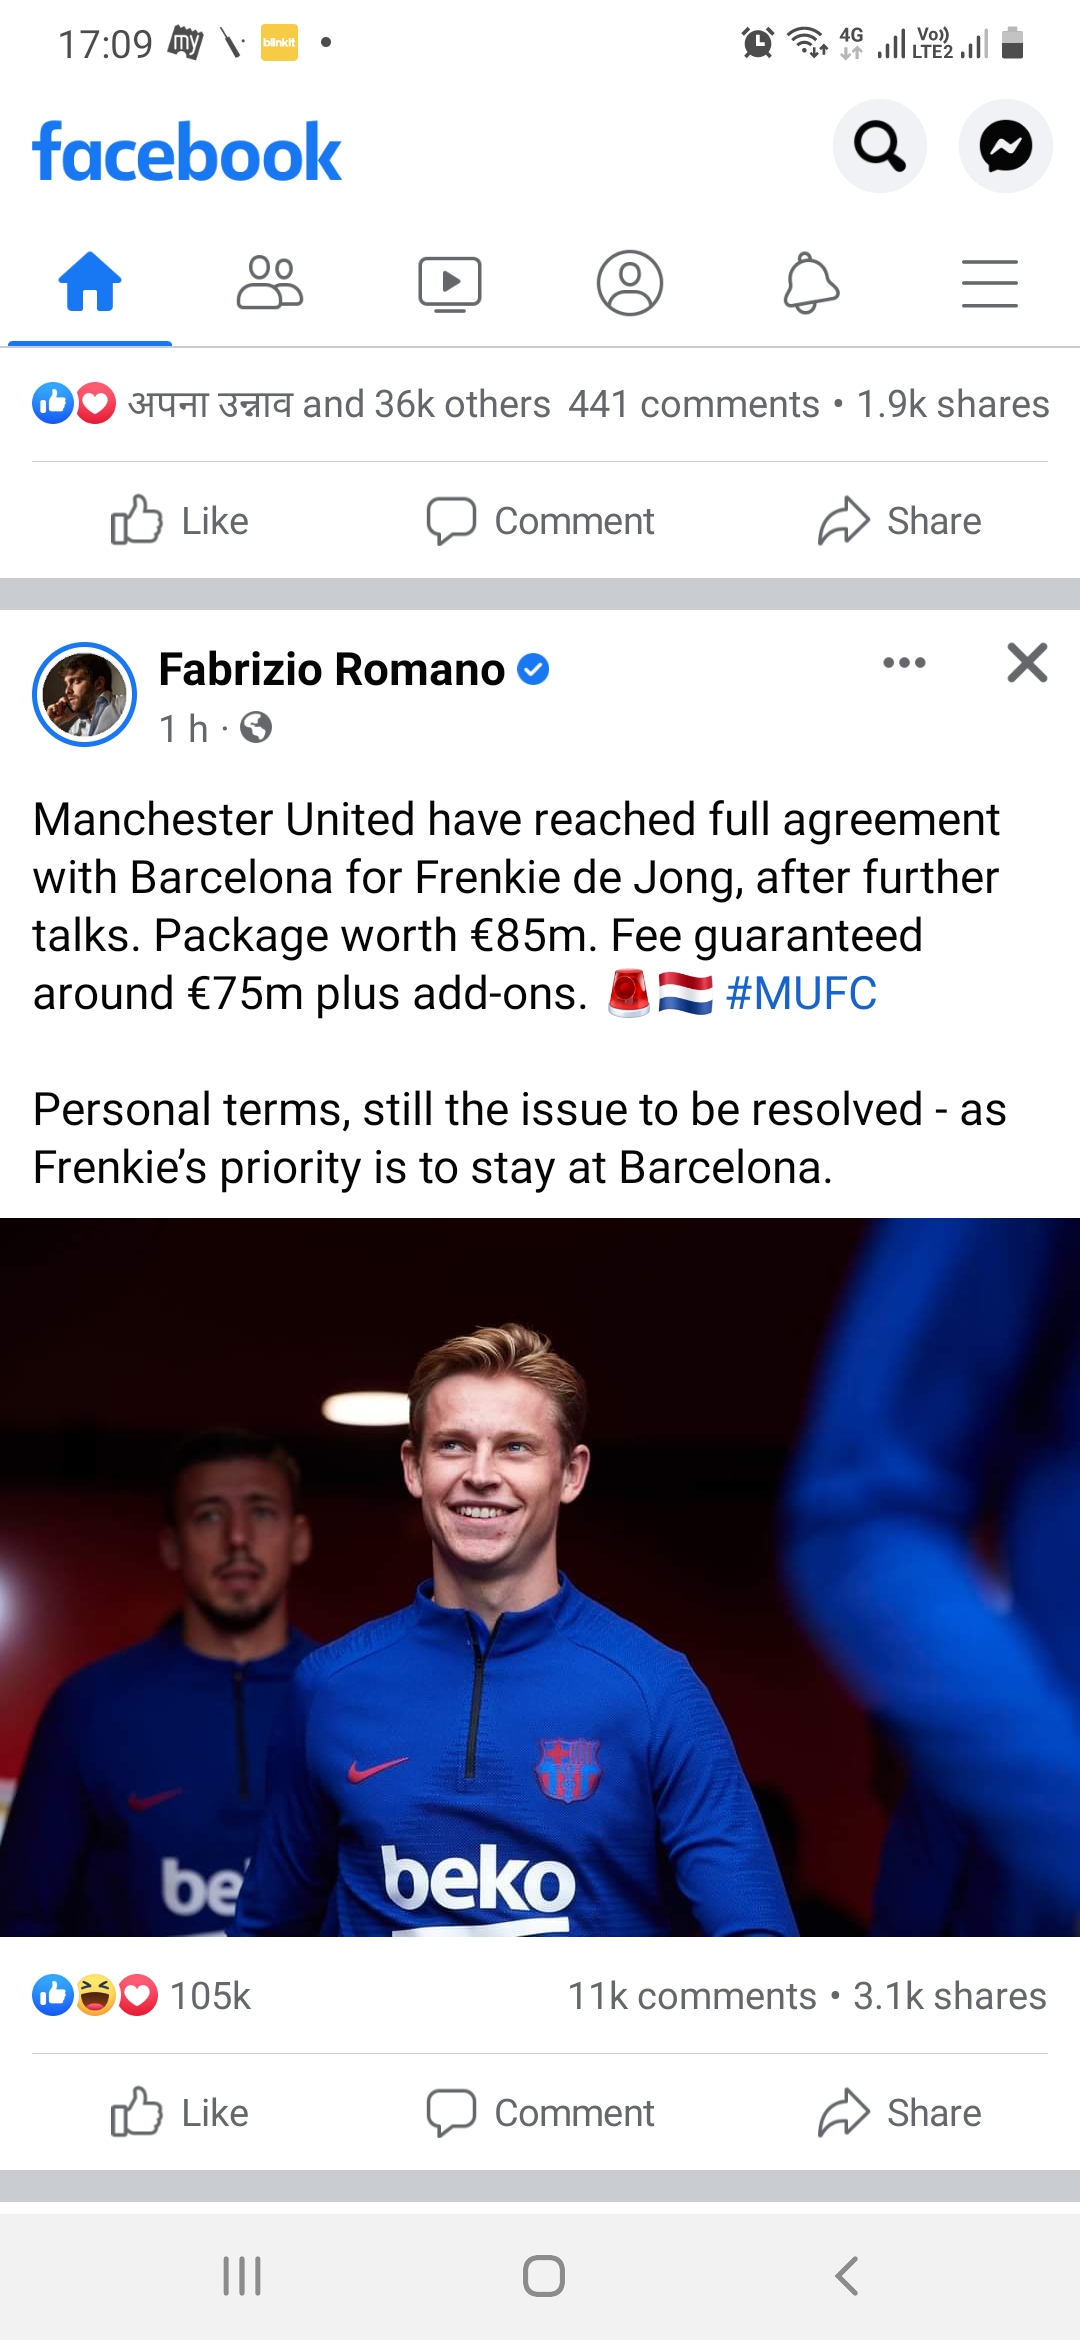 17:09 my blinkit 4G Vo)) LTE2
facebook
अपना उन्नाव and 36k others 441 comments • 1.9k shares
Like Comment Share
Fabrizio Romano
1 h ·
Manchester United have reached full agreement
with Barcelona for Frenkie de Jong, after further
talks. Package worth €85m. Fee guaranteed
around €75m plus add-ons. 🚨🇳🇱 #MUFC
Personal terms, still the issue to be resolved - as
Frenkie’s priority is to stay at Barcelona.
be
beko
105k 11k comments • 3.1k shares
Like Comment Share